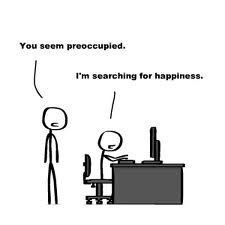 You seem preoccupied.
I'm searching for happiness.